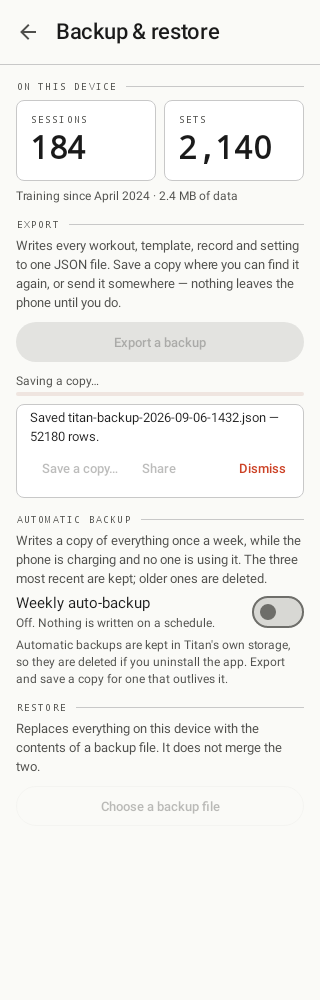 Backup & restore
ON THIS DEVICE
SESSIONS
184
SETS
2,140
Training since April 2024 · 2.4 MB of data
EXPORT
Writes every workout, template, record and setting
to one JSON file. Save a copy where you can find it
again, or send it somewhere — nothing leaves the
phone until you do.
Export a backup
Saving a copy…
Saved titan-backup-2026-09-06-1432.json —
52180 rows.
Save a copy…
Share
Dismiss
AUTOMATIC BACKUP
Writes a copy of everything once a week, while the
phone is charging and no one is using it. The three
most recent are kept; older ones are deleted.
Weekly auto-backup
Off. Nothing is written on a schedule.
Automatic backups are kept in Titan's own storage,
so they are deleted if you uninstall the app. Export
and save a copy for one that outlives it.
RESTORE
Replaces everything on this device with the
contents of a backup file. It does not merge the
two.
Choose a backup file